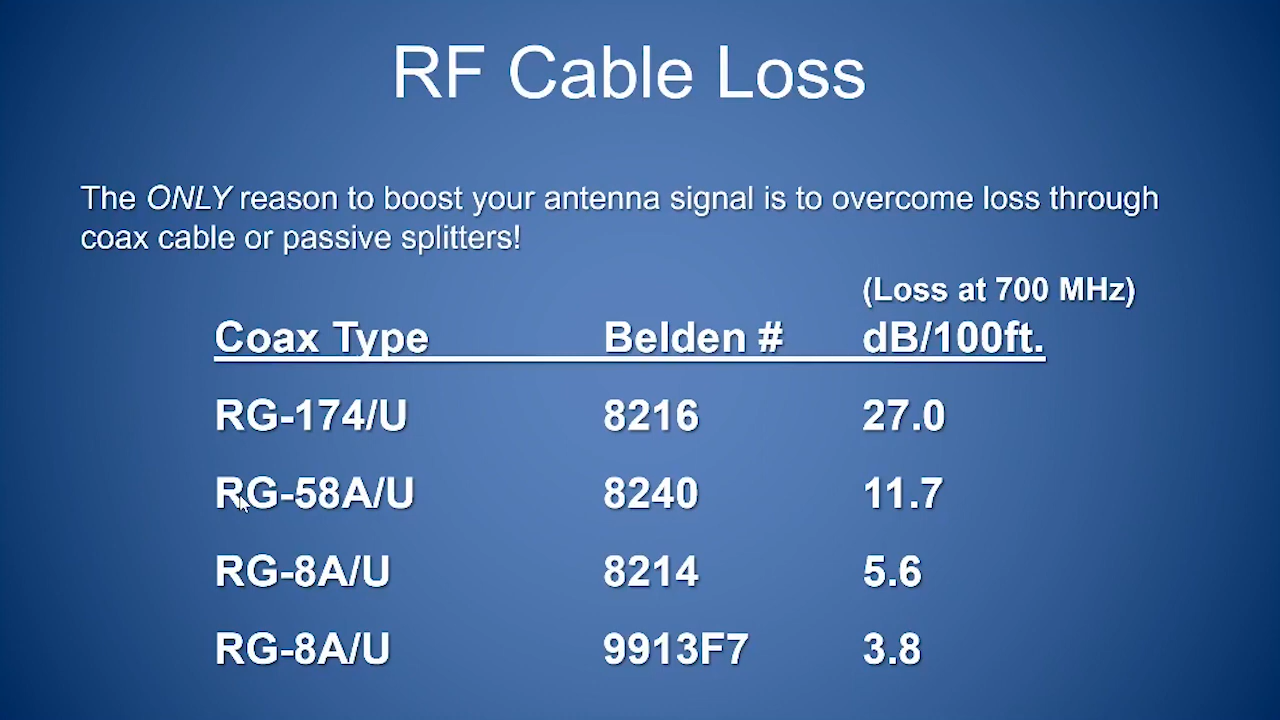 RF Cable Loss
The ONLY reason to boost your antenna signal is to overcome loss through
coax cable or passive splitters!
(Loss at 700 MHz)
Coax Type Belden # dB/100ft.
RG-174/U 8216 27.0
RG-58A/U 8240 11.7
RG-8A/U 8214 5.6
RG-8A/U 9913F7 3.8